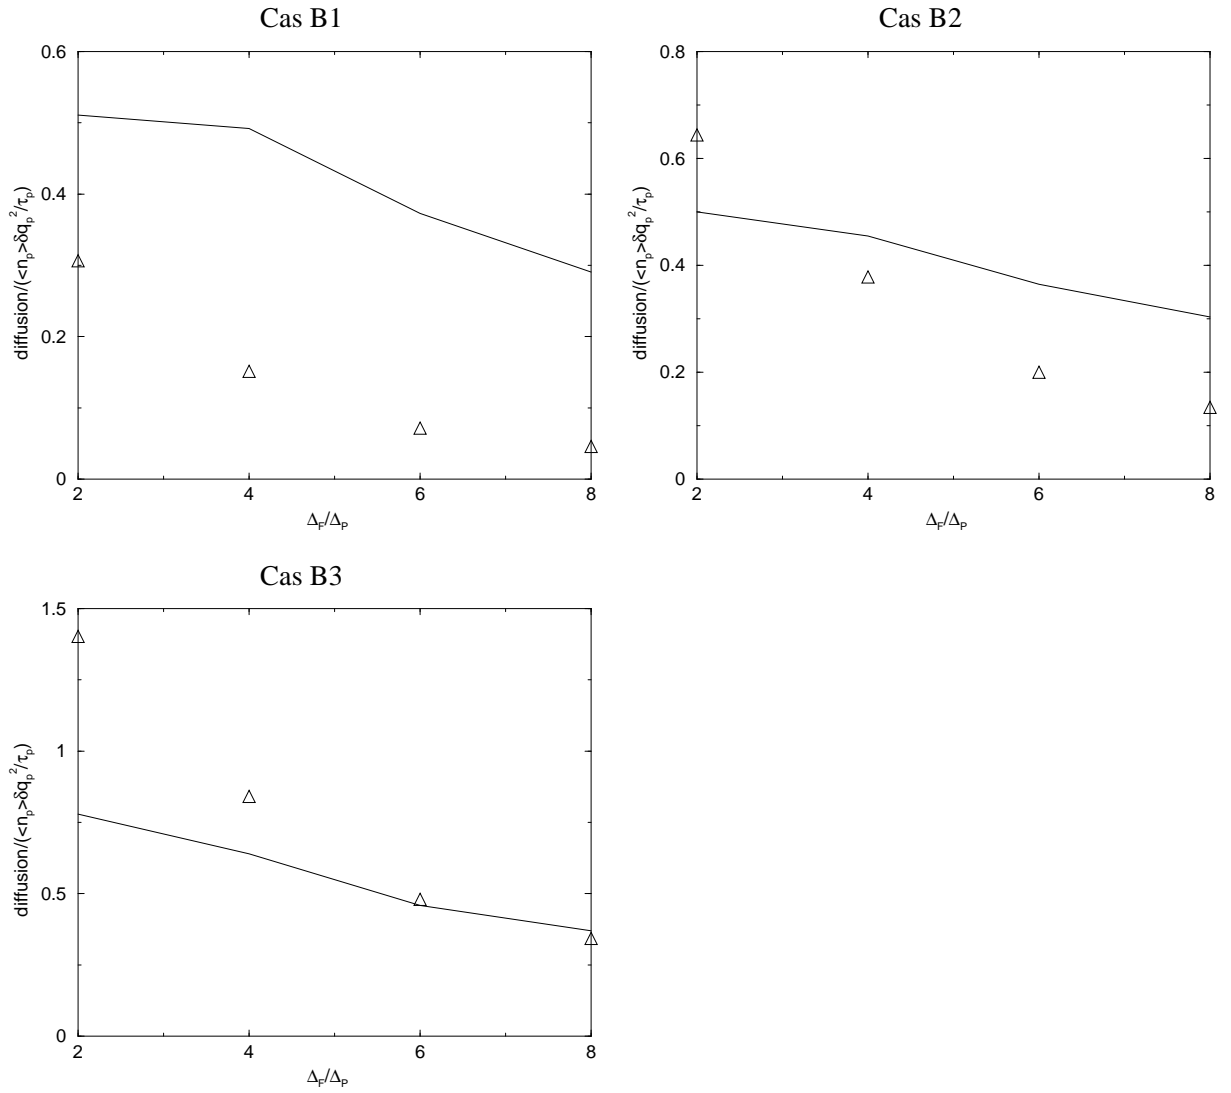 Cas B1
0.6
0.4
0.2
0
2
4
6
8
diffusion/(<n_p>δq_p^2/τ_p)
Δ_F/Δ_P
Cas B2
0.8
0.6
0.4
0.2
0
2
4
6
8
diffusion/(<n_p>δq_p^2/τ_p)
Δ_F/Δ_P
Cas B3
1.5
1
0.5
0
2
4
6
8
diffusion/(<n_p>δq_p^2/τ_p)
Δ_F/Δ_P